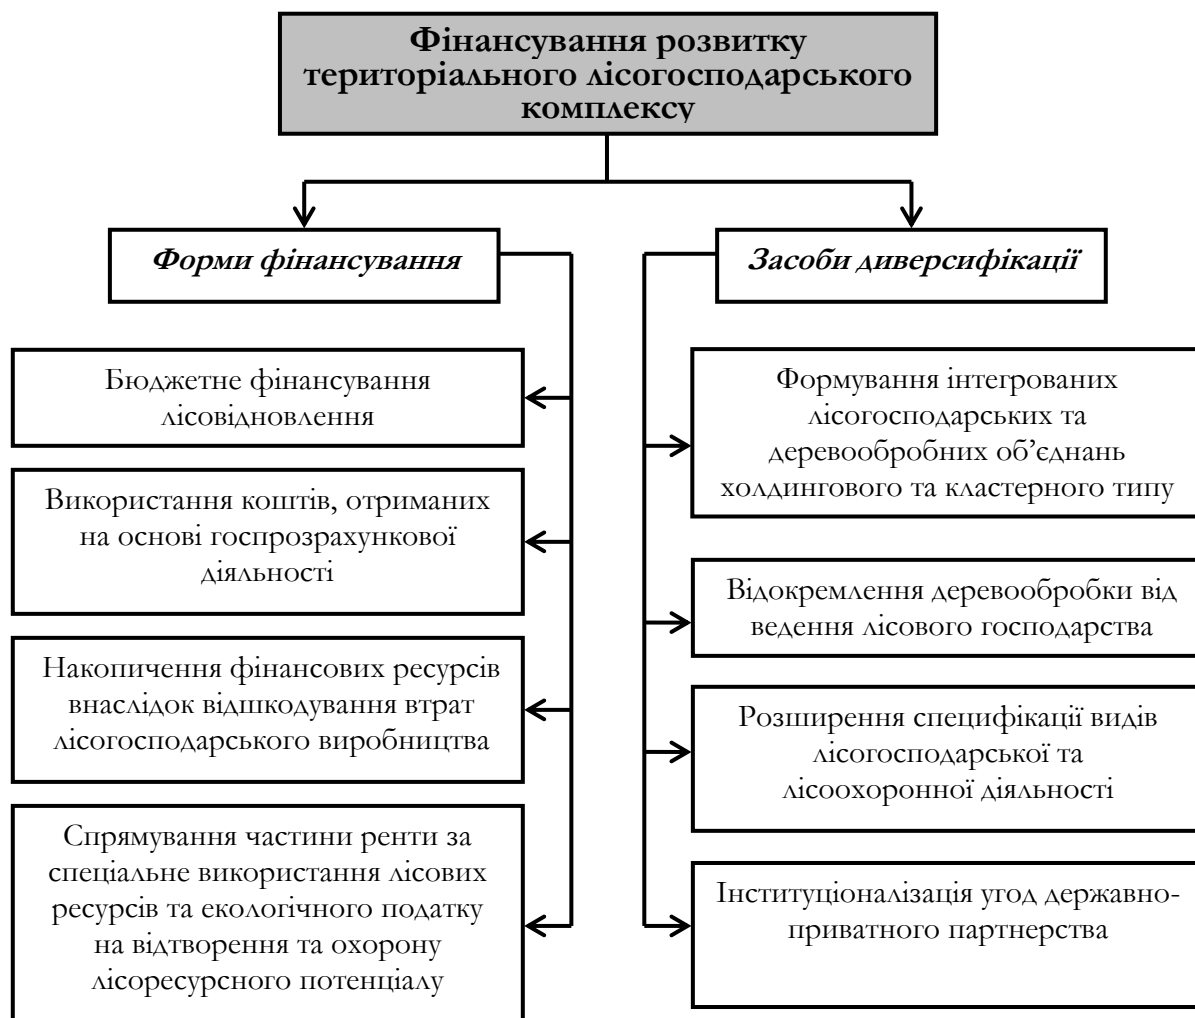 Фінансування розвитку
територіального лісогосподарського
комплексу
Форми фінансування
Бюджетне фінансування
лісовідновлення
Використання коштів, отриманих
на основі госпрозрахункової
діяльності
Накопичення фінансових ресурсів
внаслідок відшкодування втрат
лісогосподарського виробництва
Спрямування частини ренти за
спеціальне використання лісових
ресурсів та екологічного податку
на відтворення та охорону
лісоресурсного потенціалу
Засоби диверсифікації
Формування інтегрованих
лісогосподарських та
деревообробних об’єднань
холдингового та кластерного типу
Відокремлення деревообробки від
ведення лісового господарства
Розширення специфікації видів
лісогосподарської та
лісоохоронної діяльності
Інституціоналізація угод державно-
приватного партнерства